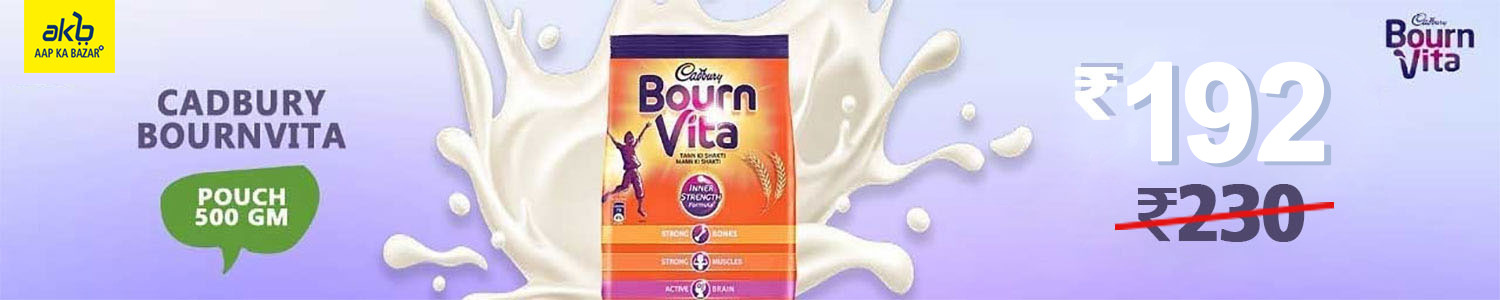 akb
AAP KA BAZAR
CADBURY
BOURNVITA
POUCH
500 GM
Cadbury
Bourn
Vita
TANN KI SHAKTI
MANN KI SHAKTI
INNER
STRENGTH
Formula
STRONG BONES
STRONG MUSCLES
ACTIVE BRAIN
₹192
₹230
Cadbury
Bourn
Vita